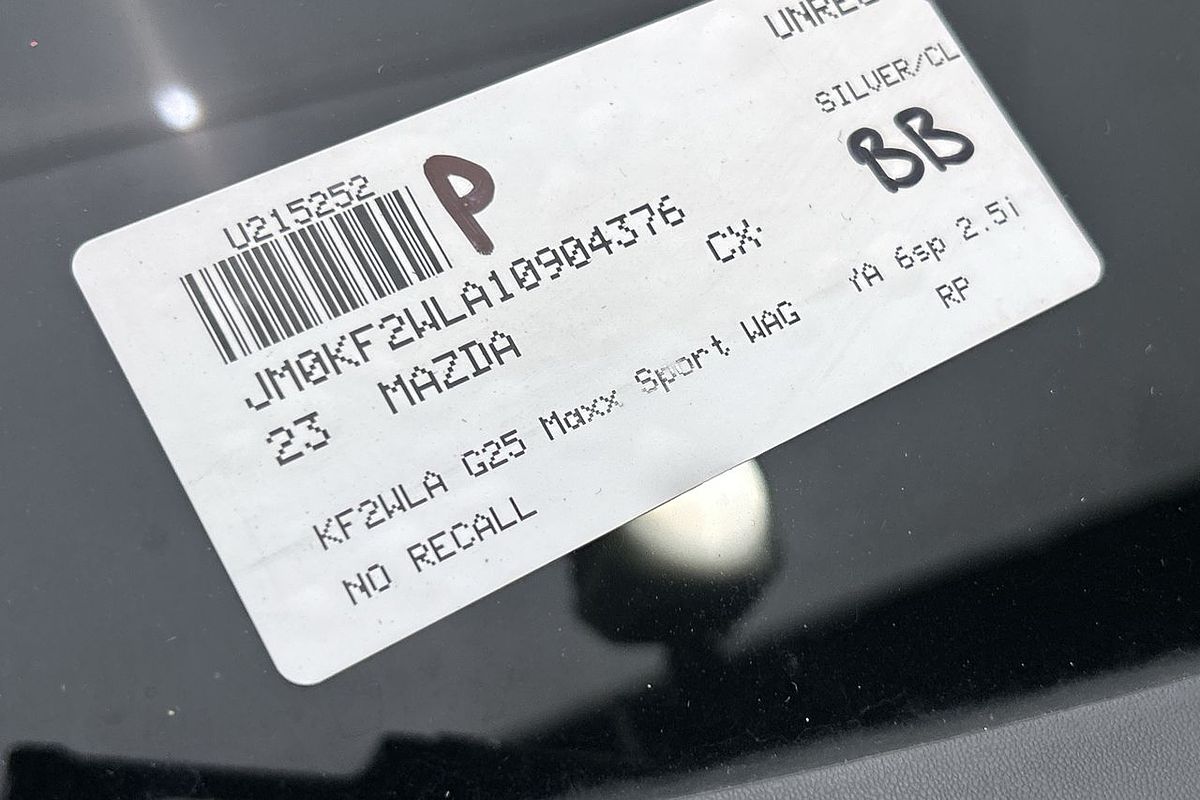 U215252 P UNREG
SILVER/CL
BB
JM0KF2WLA10904376
23 MAZDA CX
KF2WLA G25 Maxx Sport WAG YA 6sp 2.5i
NO RECALL RP